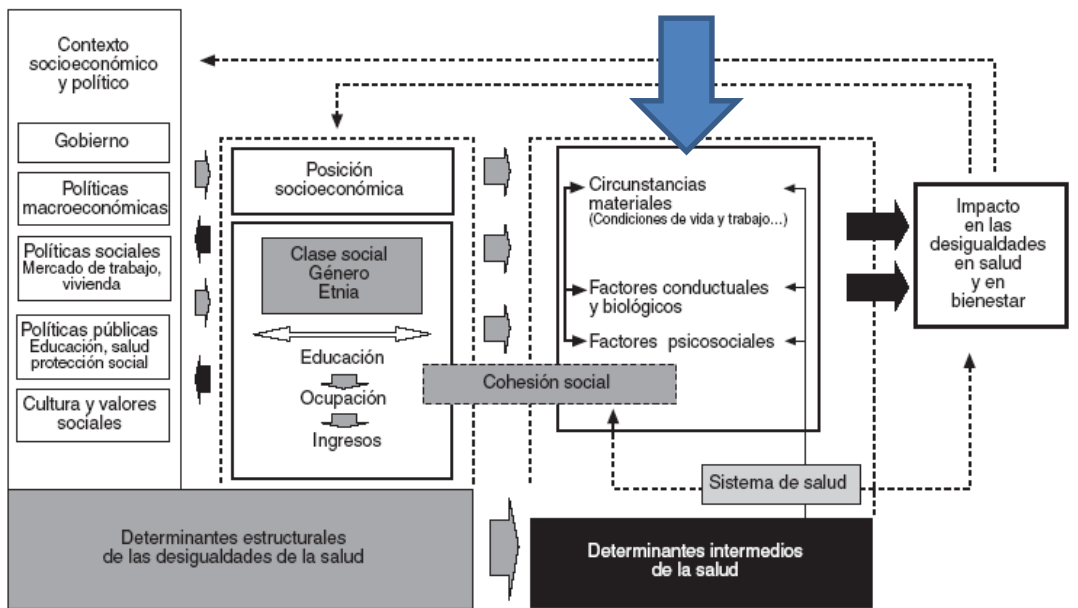 Contexto
socioeconómico
y político
Gobierno
Políticas
macroeconómicas
Políticas sociales
Mercado de trabajo,
vivienda
Políticas públicas
Educación, salud
protección social
Cultura y valores
sociales
Posición
socioeconómica
Clase social
Género
Etnia
Educación
Ocupación
Ingresos
Cohesión social
Circunstancias
materiales
(Condiciones de vida y trabajo...)
Factores conductuales
y biológicos
Factores psicosociales
Sistema de salud
Impacto
en las
desigualdades
en salud
y en
bienestar
Determinantes estructurales
de las desigualdades de la salud
Determinantes intermedios
de la salud